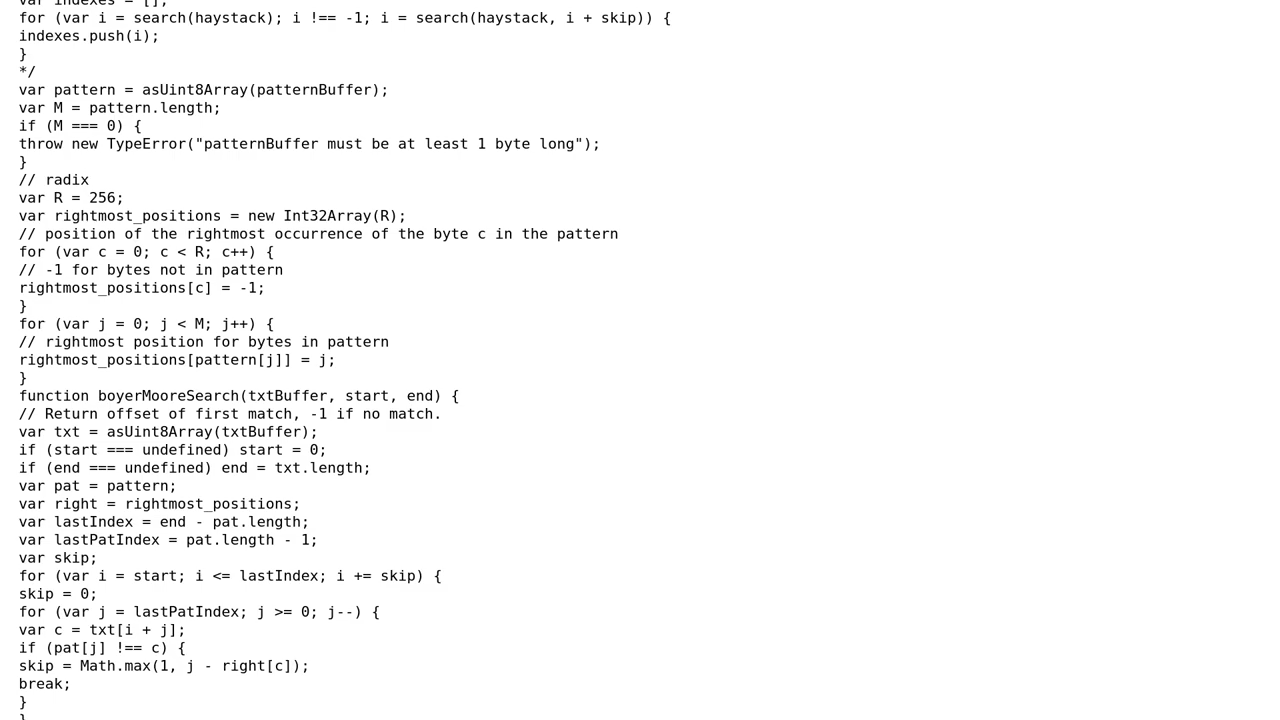 var indexes = [];
for (var i = search(haystack); i !== -1; i = search(haystack, i + skip)) {
indexes.push(i);
}
*/
var pattern = asUint8Array(patternBuffer);
var M = pattern.length;
if (M === 0) {
throw new TypeError("patternBuffer must be at least 1 byte long");
}
// radix
var R = 256;
var rightmost_positions = new Int32Array(R);
// position of the rightmost occurrence of the byte c in the pattern
for (var c = 0; c < R; c++) {
// -1 for bytes not in pattern
rightmost_positions[c] = -1;
}
for (var j = 0; j < M; j++) {
// rightmost position for bytes in pattern
rightmost_positions[pattern[j]] = j;
}
function boyerMooreSearch(txtBuffer, start, end) {
// Return offset of first match, -1 if no match.
var txt = asUint8Array(txtBuffer);
if (start === undefined) start = 0;
if (end === undefined) end = txt.length;
var pat = pattern;
var right = rightmost_positions;
var lastIndex = end - pat.length;
var lastPatIndex = pat.length - 1;
var skip;
for (var i = start; i <= lastIndex; i += skip) {
skip = 0;
for (var j = lastPatIndex; j >= 0; j--) {
var c = txt[i + j];
if (pat[j] !== c) {
skip = Math.max(1, j - right[c]);
break;
}
}